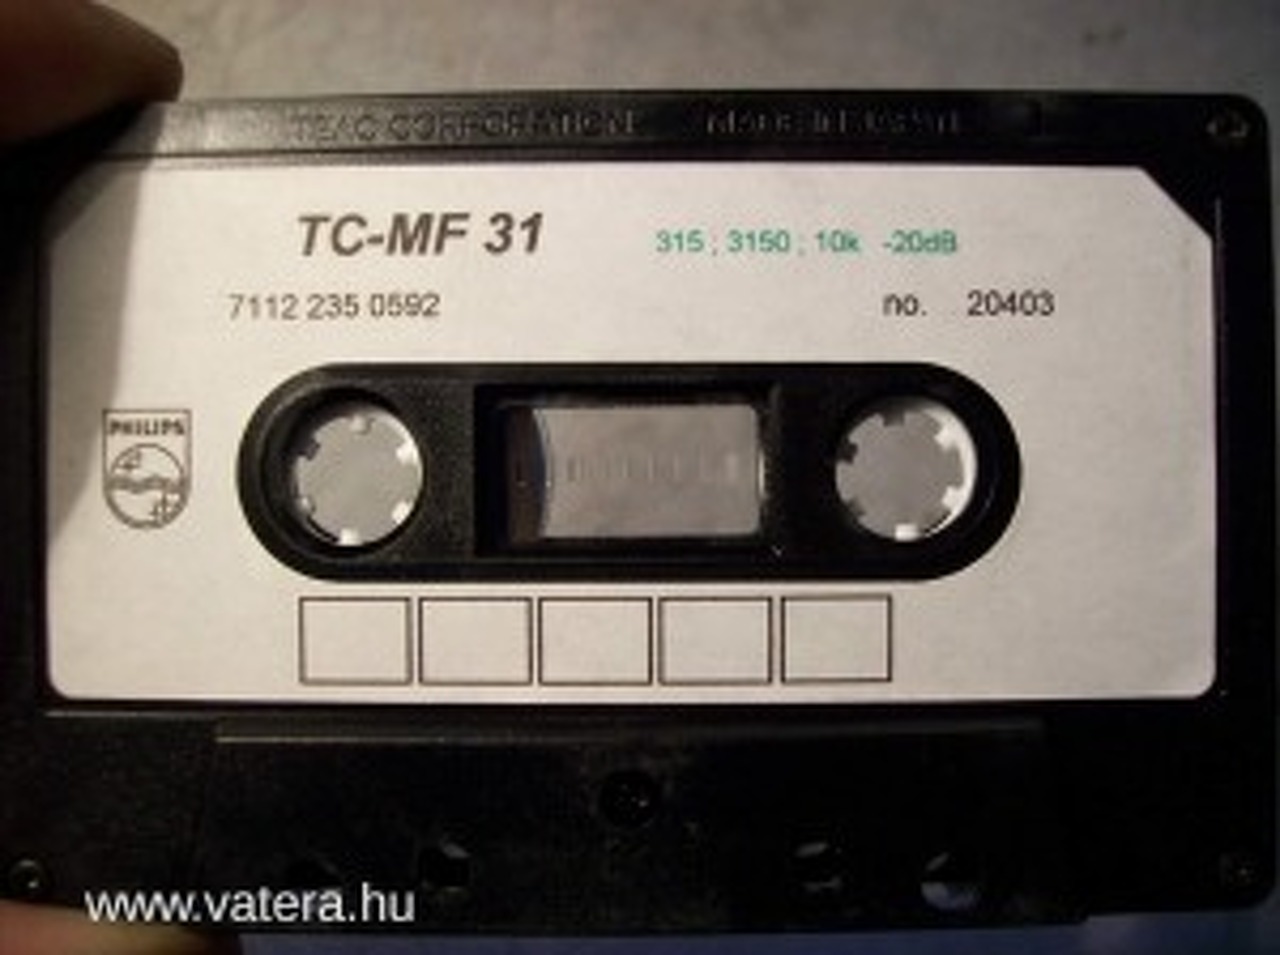 TEAC CORPORATION MADE IN JAPAN
TC-MF 31
315 ; 3150 ; 10k -20dB
7112 235 0592
no. 20403
PHILIPS
www.vatera.hu